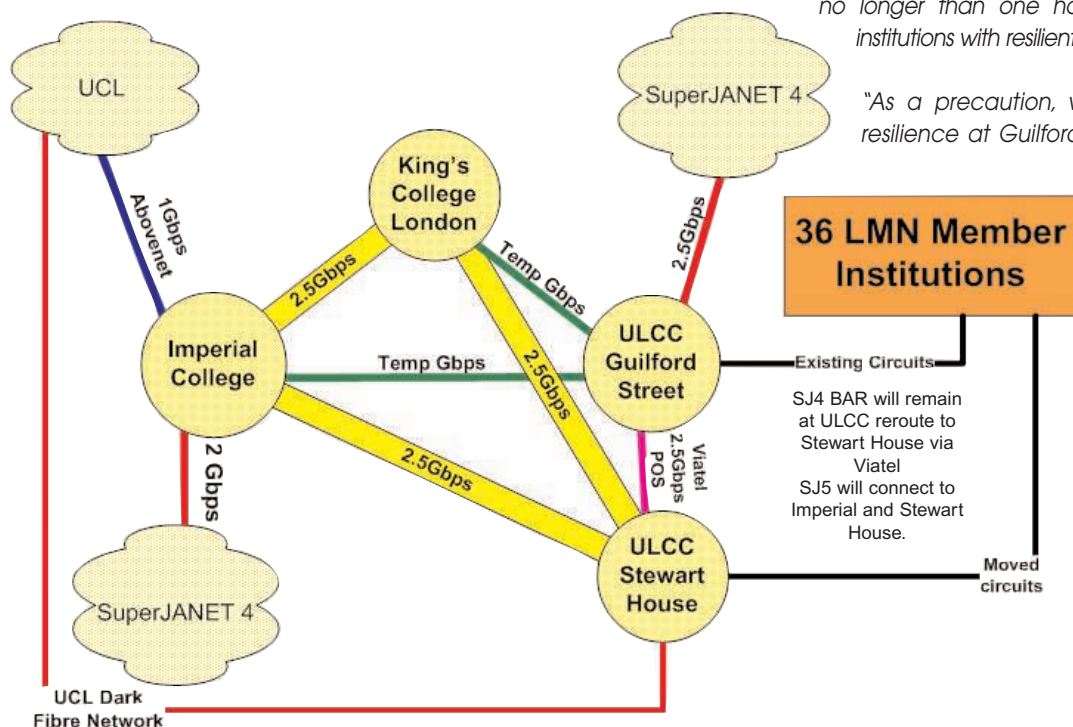 no longer than one
institutions with resilient
"As a precaution,
resilience at
UCL
SuperJANET 4
King's
College
London
1Gbps
Abovenet
2.5Gbps
Temp Gbps
2.5Gbps
36 LMN Member
Institutions
Imperial
College
Temp Gbps
ULCC
Guilford
Street
2.5Gbps
Existing Circuits
SJ4 BAR will remain
at ULCC reroute to
Stewart House via
Viatel
SJ5 will connect to
Imperial and Stewart
House.
2 Gbps
2.5Gbps
Viatel
2.5Gbps
POS
ULCC
Stewart
House
Moved
circuits
SuperJANET 4
UCL Dark
Fibre Network